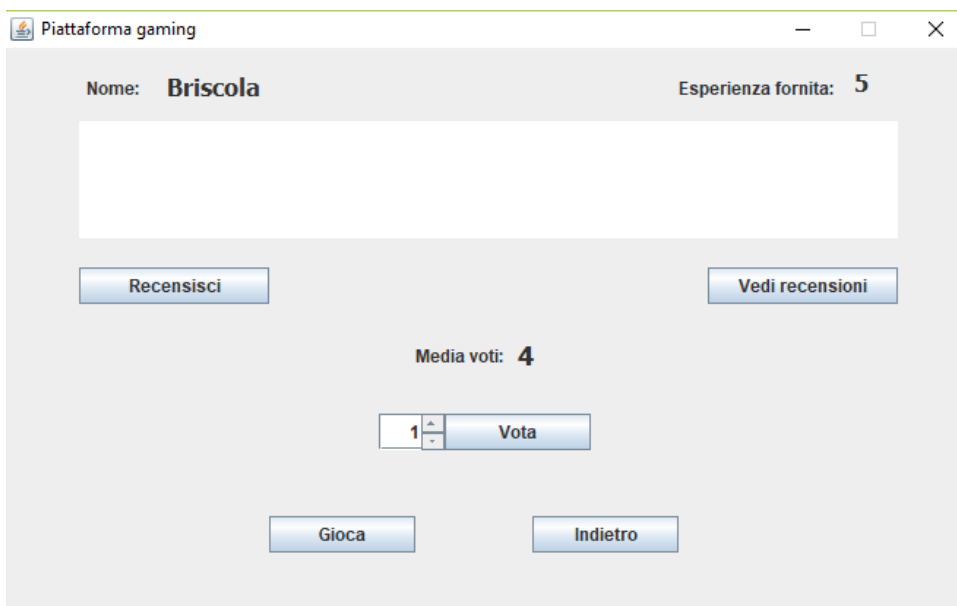 Piattaforma gaming
Nome: Briscola Esperienza fornita: 5
Recensisci Vedi recensioni
Media voti: 4
1 Vota
Gioca Indietro